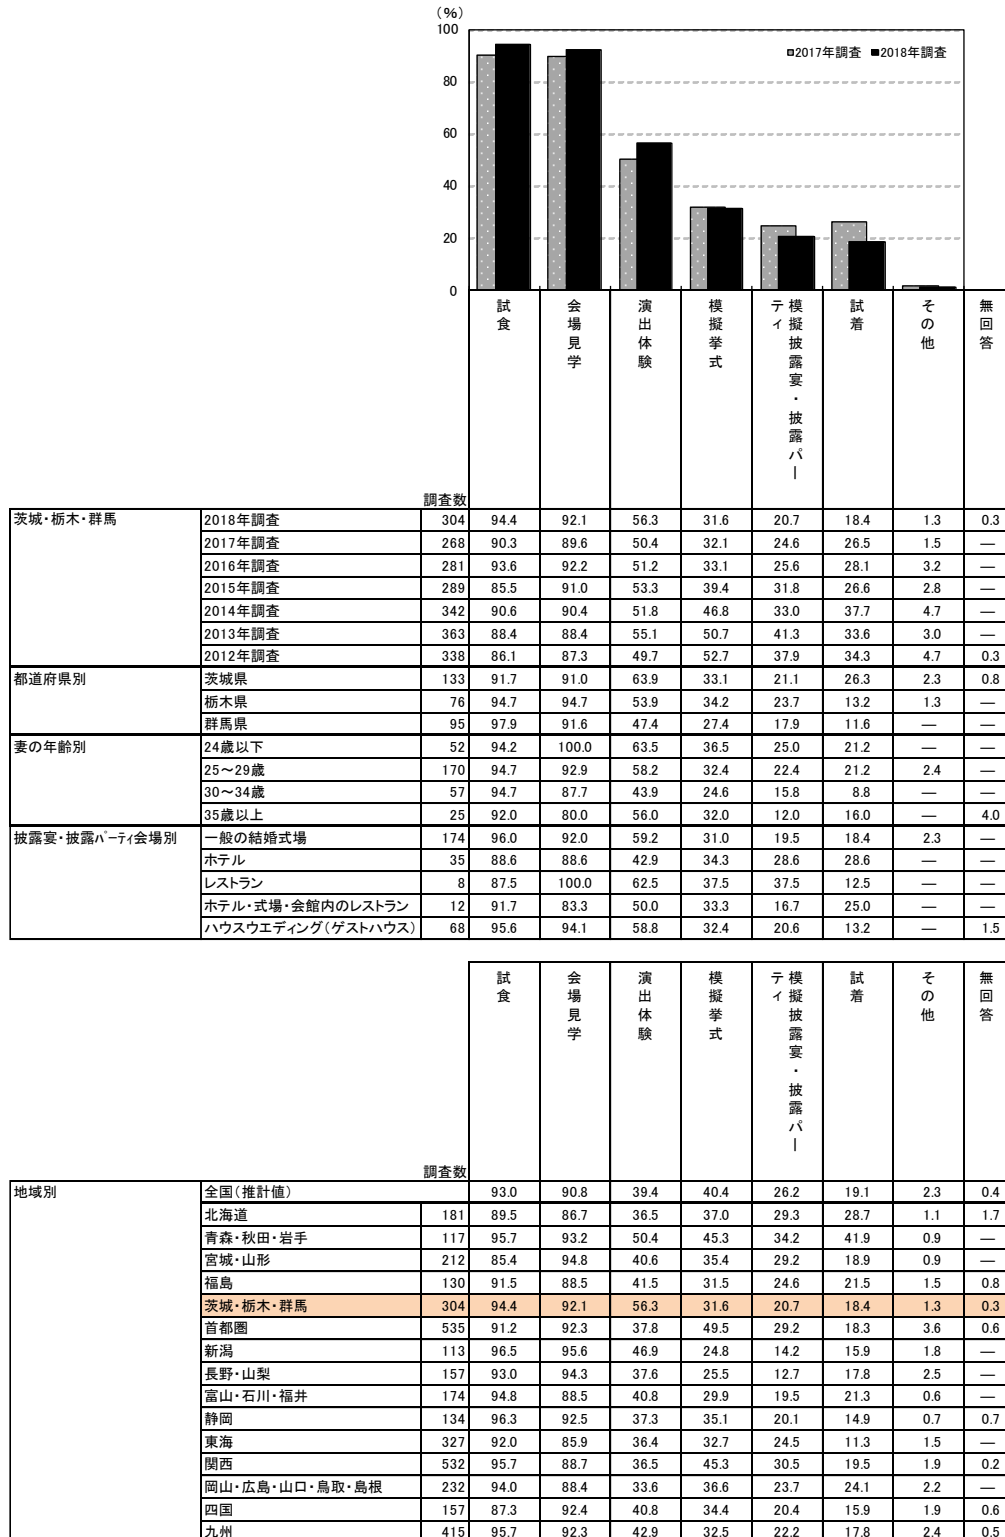 (%)
100
80
60
40
20
0
2017年調査 2018年調査
試食 会場見学 演出体験 模擬挙式 模擬披露宴・披露パーティ 試着 その他 無回答
調査数
茨城・栃木・群馬 2018年調査 304 94.4 92.1 56.3 31.6 20.7 18.4 1.3 0.3
2017年調査 268 90.3 89.6 50.4 32.1 24.6 26.5 1.5 —
2016年調査 281 93.6 92.2 51.2 33.1 25.6 28.1 3.2 —
2015年調査 289 85.5 91.0 53.3 39.4 31.8 26.6 2.8 —
2014年調査 342 90.6 90.4 51.8 46.8 33.0 37.7 4.7 —
2013年調査 363 88.4 88.4 55.1 50.7 41.3 33.6 3.0 —
2012年調査 338 86.1 87.3 49.7 52.7 37.9 34.3 4.7 0.3
都道府県別 茨城県 133 91.7 91.0 63.9 33.1 21.1 26.3 2.3 0.8
栃木県 76 94.7 94.7 53.9 34.2 23.7 13.2 1.3 —
群馬県 95 97.9 91.6 47.4 27.4 17.9 11.6 — —
妻の年齢別 24歳以下 52 94.2 100.0 63.5 36.5 25.0 21.2 — —
25～29歳 170 94.7 92.9 58.2 32.4 22.4 21.2 2.4 —
30～34歳 57 94.7 87.7 43.9 24.6 15.8 8.8 — —
35歳以上 25 92.0 80.0 56.0 32.0 12.0 16.0 — 4.0
披露宴・披露ﾊﾟｰﾃｨ会場別 一般の結婚式場 174 96.0 92.0 59.2 31.0 19.5 18.4 2.3 —
ホテル 35 88.6 88.6 42.9 34.3 28.6 28.6 — —
レストラン 8 87.5 100.0 62.5 37.5 37.5 12.5 — —
ホテル・式場・会館内のレストラン 12 91.7 83.3 50.0 33.3 16.7 25.0 — —
ハウスウエディング(ゲストハウス) 68 95.6 94.1 58.8 32.4 20.6 13.2 — 1.5
試食 会場見学 演出体験 模擬挙式 模擬披露宴・披露パーティ 試着 その他 無回答
調査数
地域別 全国(推計値) 93.0 90.8 39.4 40.4 26.2 19.1 2.3 0.4
北海道 181 89.5 86.7 36.5 37.0 29.3 28.7 1.1 1.7
青森・秋田・岩手 117 95.7 93.2 50.4 45.3 34.2 41.9 0.9 —
宮城・山形 212 85.4 94.8 40.6 35.4 29.2 18.9 0.9 —
福島 130 91.5 88.5 41.5 31.5 24.6 21.5 1.5 0.8
茨城・栃木・群馬 304 94.4 92.1 56.3 31.6 20.7 18.4 1.3 0.3
首都圏 535 91.2 92.3 37.8 49.5 29.2 18.3 3.6 0.6
新潟 113 96.5 95.6 46.9 24.8 14.2 15.9 1.8 —
長野・山梨 157 93.0 94.3 37.6 25.5 12.7 17.8 2.5 —
富山・石川・福井 174 94.8 88.5 40.8 29.9 19.5 21.3 0.6 —
静岡 134 96.3 92.5 37.3 35.1 20.1 14.9 0.7 0.7
東海 327 92.0 85.9 36.4 32.7 24.5 11.3 1.5 —
関西 532 95.7 88.7 36.5 45.3 30.5 19.5 1.9 0.2
岡山・広島・山口・鳥取・島根 232 94.0 88.4 33.6 36.6 23.7 24.1 2.2 —
四国 157 87.3 92.4 40.8 34.4 20.4 15.9 1.9 0.6
九州 415 95.7 92.3 42.9 32.5 22.2 17.8 2.4 0.5